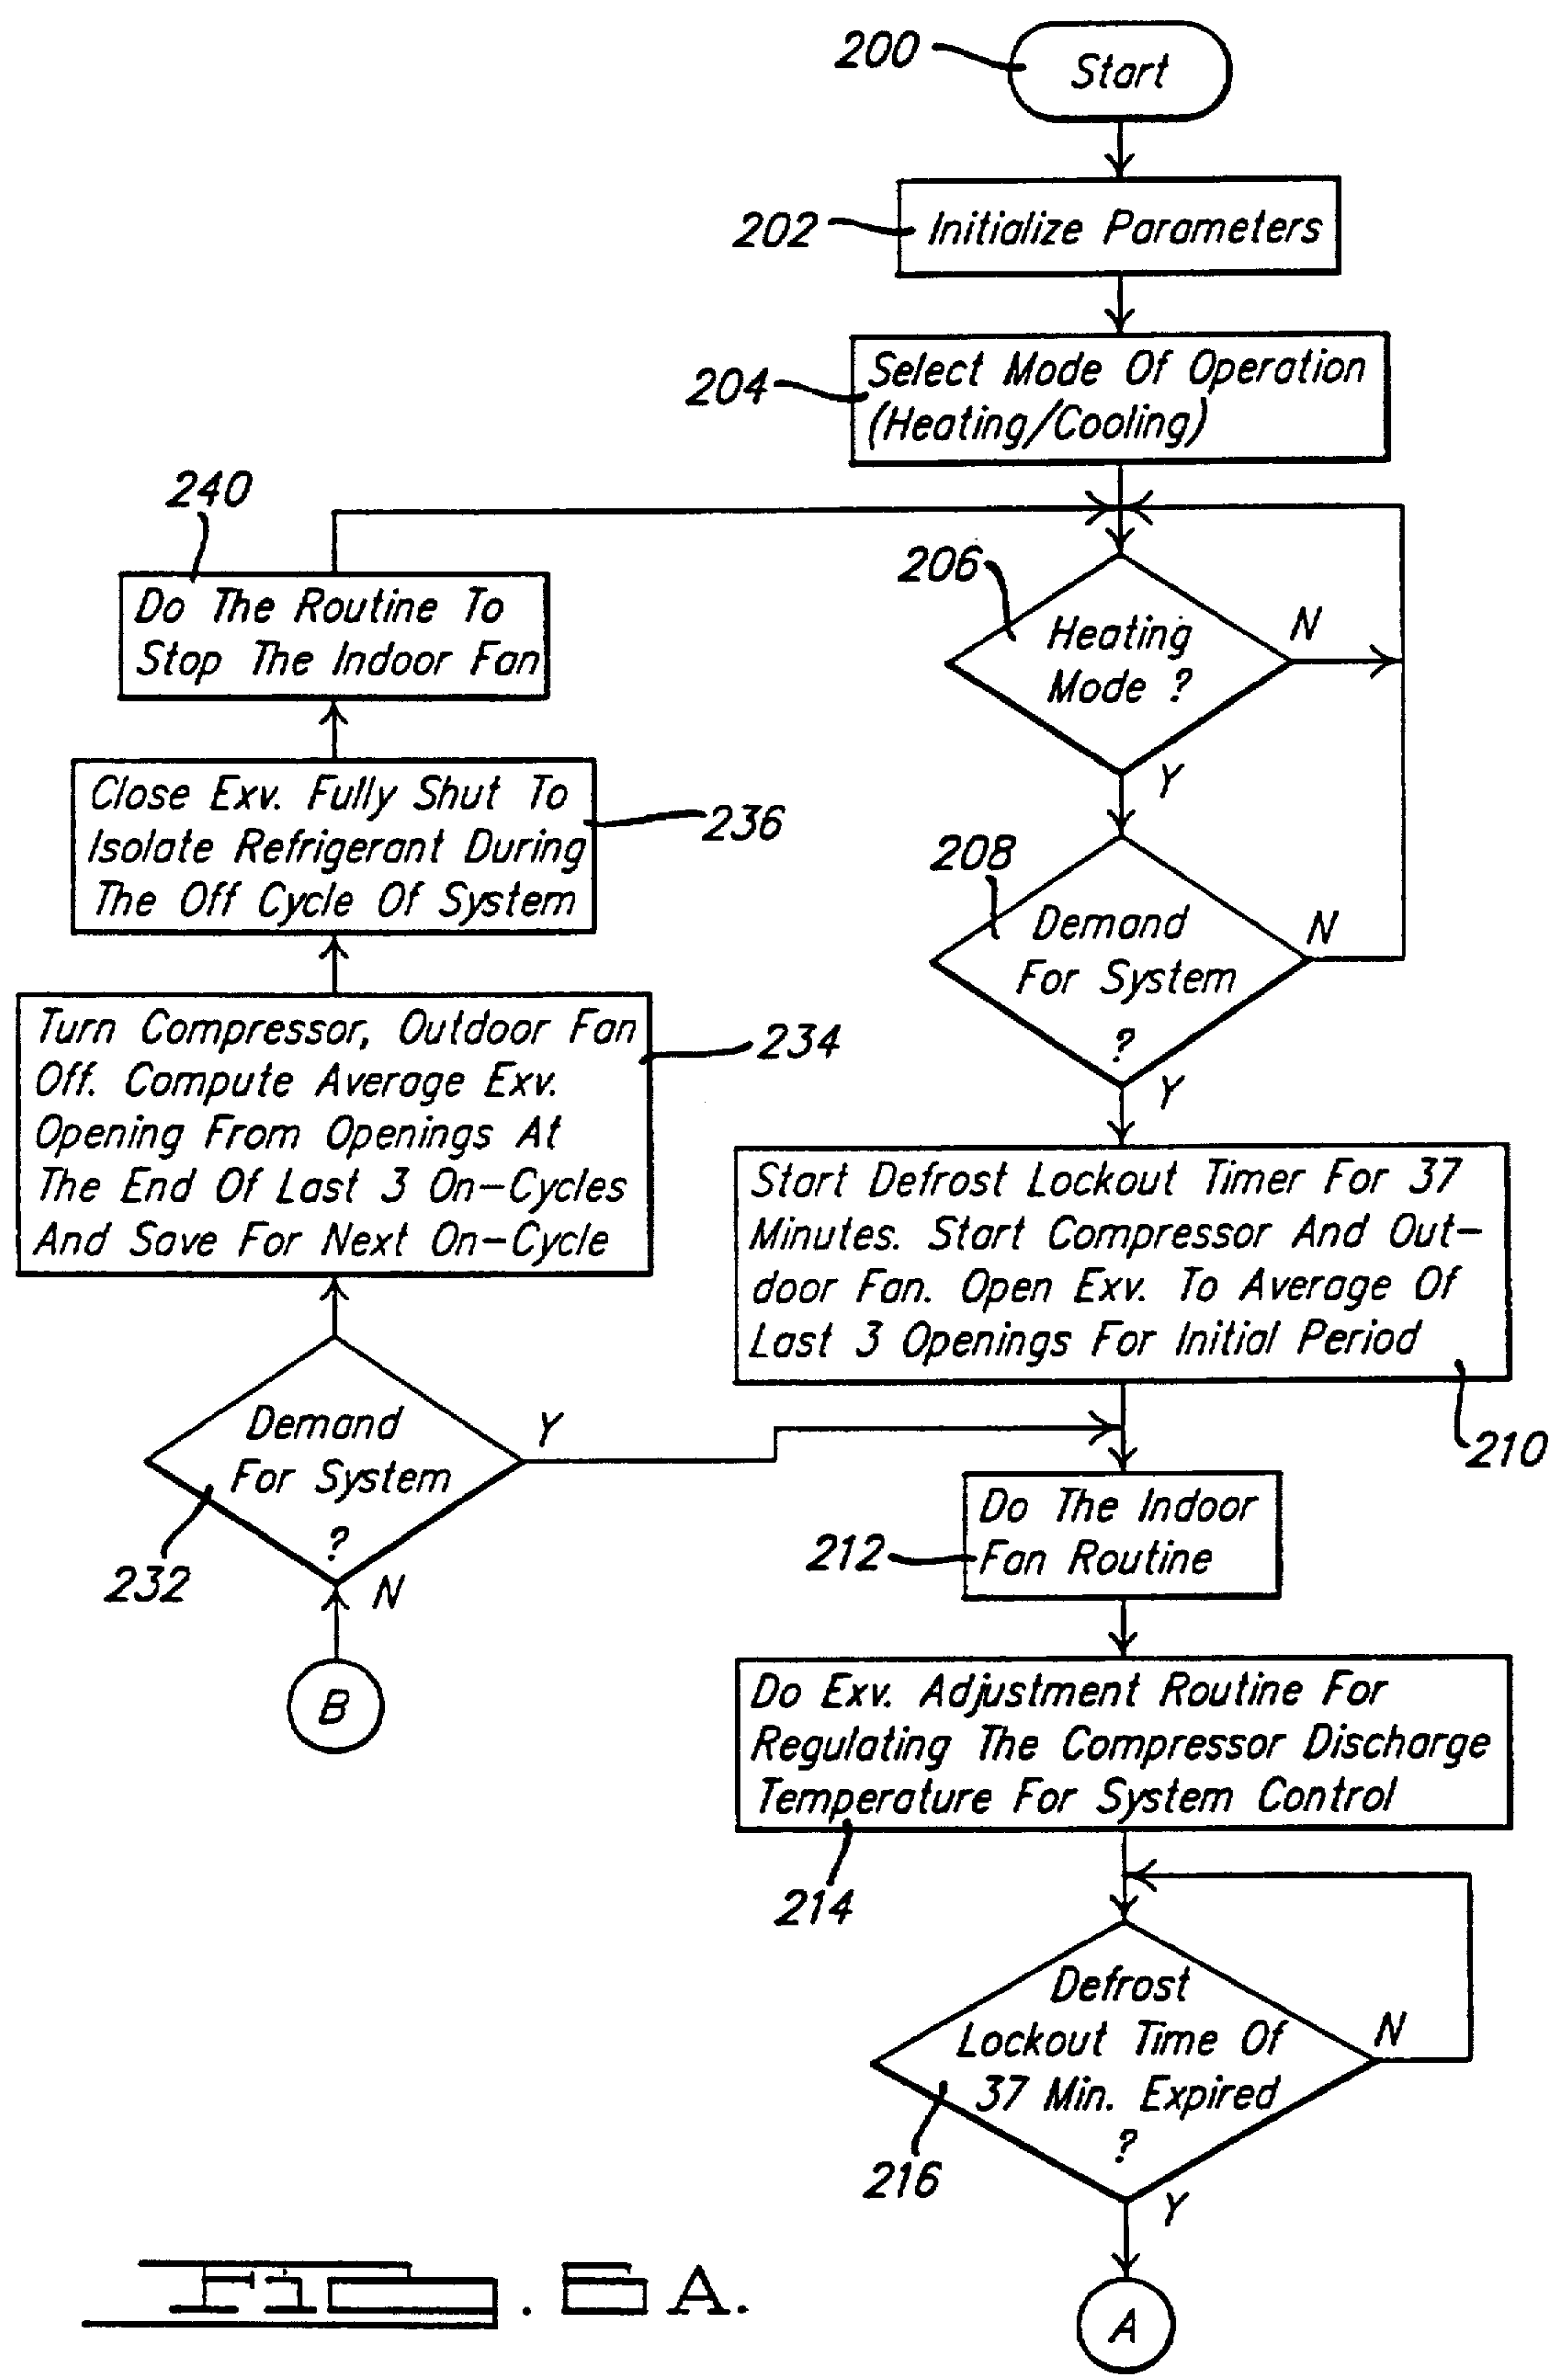 200
Start
202
Initialize Parameters
204
Select Mode Of Operation
(Heating/Cooling)
240
Do The Routine To
Stop The Indoor Fan
206
Heating
Mode ?
N
Y
Close Exv. Fully Shut To
Isolate Refrigerant During
The Off Cycle Of System
236
208
Demand
For System
?
N
Y
Turn Compressor, Outdoor Fan
Off. Compute Average Exv.
Opening From Openings At
The End Of Last 3 On-Cycles
And Save For Next On-Cycle
234
Start Defrost Lockout Timer For 37
Minutes. Start Compressor And Out-
door Fan. Open Exv. To Average Of
Last 3 Openings For Initial Period
210
Demand
For System
?
Y
232
N
B
Do The Indoor
Fan Routine
212
Do Exv. Adjustment Routine For
Regulating The Compressor Discharge
Temperature For System Control
214
Defrost
Lockout Time Of
37 Min. Expired
?
N
216
Y
A
FIG. 6A.